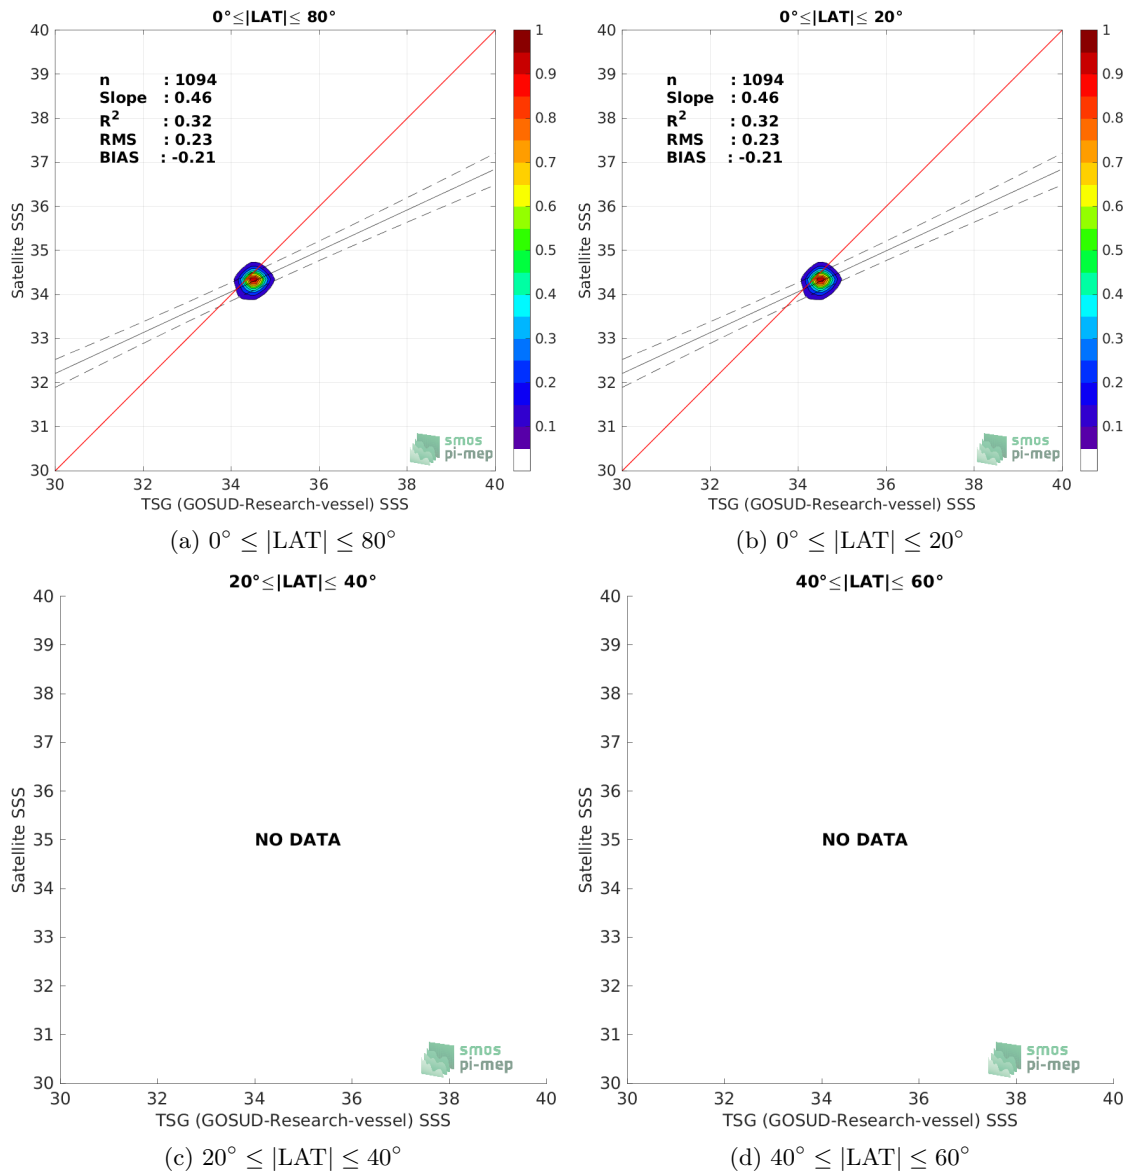 0°≤|LAT|≤ 80°
40
39
38
37
36
35
34
33
32
31
30
n : 1094
Slope : 0.46
R² : 0.32
RMS : 0.23
BIAS : -0.21
1
0.9
0.8
0.7
0.6
0.5
0.4
0.3
0.2
0.1
Satellite SSS
smos
pi-mep
30 32 34 36 38 40
TSG (GOSUD-Research-vessel) SSS
(a) 0° ≤ |LAT| ≤ 80°
0°≤|LAT|≤ 20°
40
39
38
37
36
35
34
33
32
31
30
n : 1094
Slope : 0.46
R² : 0.32
RMS : 0.23
BIAS : -0.21
1
0.9
0.8
0.7
0.6
0.5
0.4
0.3
0.2
0.1
Satellite SSS
smos
pi-mep
30 32 34 36 38 40
TSG (GOSUD-Research-vessel) SSS
(b) 0° ≤ |LAT| ≤ 20°
20°≤|LAT|≤ 40°
40
39
38
37
36
35
34
33
32
31
30
Satellite SSS
NO DATA
smos
pi-mep
30 32 34 36 38 40
TSG (GOSUD-Research-vessel) SSS
(c) 20° ≤ |LAT| ≤ 40°
40°≤|LAT|≤ 60°
40
39
38
37
36
35
34
33
32
31
30
Satellite SSS
NO DATA
smos
pi-mep
30 32 34 36 38 40
TSG (GOSUD-Research-vessel) SSS
(d) 40° ≤ |LAT| ≤ 60°